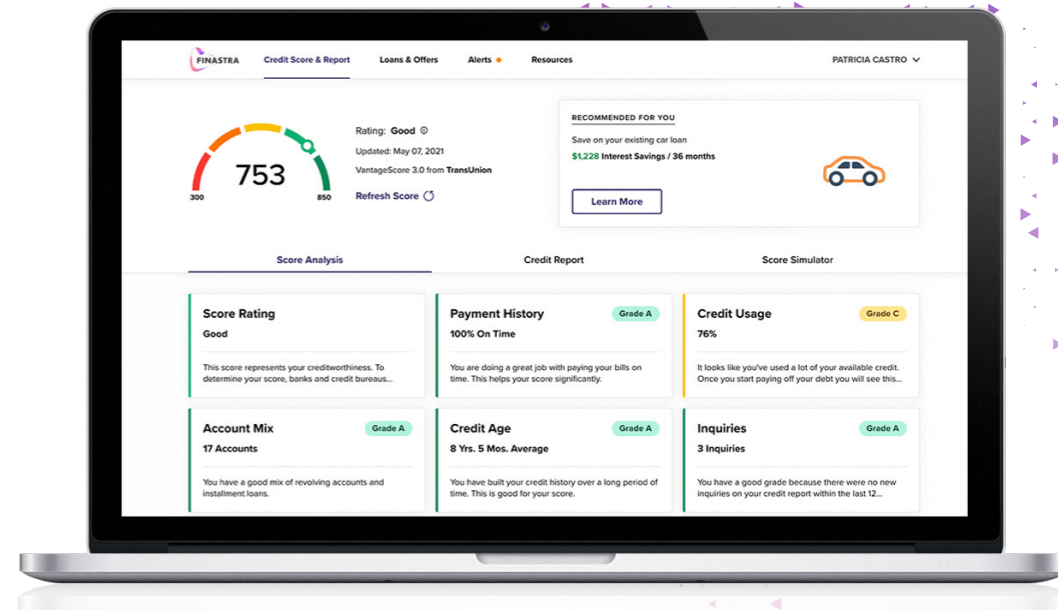 FINASTRA
Credit Score & Report
Loans & Offers
Alerts
Resources
PATRICIA CASTRO
753
300
850
Rating: Good
Updated: May 07, 2021
VantageScore 3.0 from TransUnion
Refresh Score
RECOMMENDED FOR YOU
Save on your existing car loan
$1,228 Interest Savings / 36 months
Learn More
Score Analysis
Credit Report
Score Simulator
Score Rating
Good
This score represents your creditworthiness. To
determine your score, banks and credit bureaus...
Payment History
Grade A
100% On Time
You are doing a great job with paying your bills on
time. This helps your score significantly.
Credit Usage
Grade C
76%
It looks like you've used a lot of your available credit.
Once you start paying off your debt you will see this...
Account Mix
Grade A
17 Accounts
You have a good mix of revolving accounts and
installment loans.
Credit Age
Grade A
8 Yrs. 5 Mos. Average
You have built your credit history over a long period of
time. This is good for your score.
Inquiries
Grade A
3 Inquiries
You have a good grade because there were no new
inquiries on your credit report within the last 12...